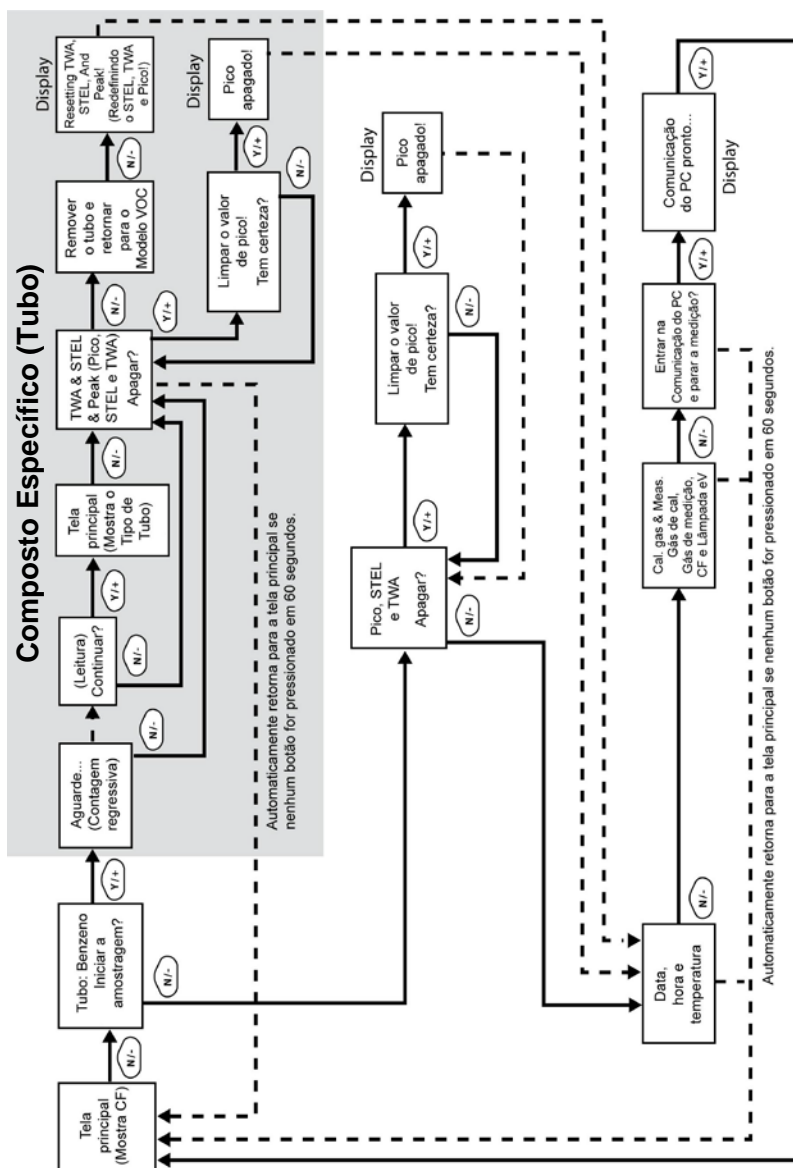 Composto Específico (Tubo)
Tela
principal
(Mostra CF)
N/-
Tubo: Benzeno
Iniciar a
amostragem?
Y/+
N/-
Aguarde...
(Contagem
regressiva)
N/-
(Leitura)
Continuar?
Y/+
N/-
Tela
principal
(Mostra o
Tipo de
Tubo)
N/-
TWA & STEL
& Peak (Pico,
STEL e TWA)
Apagar?
N/-
Y/+
Remover
o tubo e
retornar
para o
Modelo VOC
N/-
Display
Resetting TWA,
STEL, And
Peak!
(Redefinindo
o STEL, TWA
e Pico!)
Limpar o valor
de pico!
Tem certeza?
Y/+
N/-
Display
Pico
apagado!
Automaticamente retorna para a tela principal se
nenhum botão for pressionado em 60 segundos.
Pico, STEL
e TWA
Apagar?
Y/+
N/-
Limpar o valor
de pico!
Tem certeza?
Y/+
N/-
Display
Pico
apagado!
Data,
hora e
temperatura
N/-
Cal. gas & Meas.
Gás de cal,
Gás de medição,
CF e Lâmpada eV
N/-
Entrar na
Comunicação do PC
e parar a medição?
Y/+
Comunicação
do PC pronto...
Display
Y/+
Automaticamente retorna para a tela principal se nenhum botão for pressionado em 60 segundos.